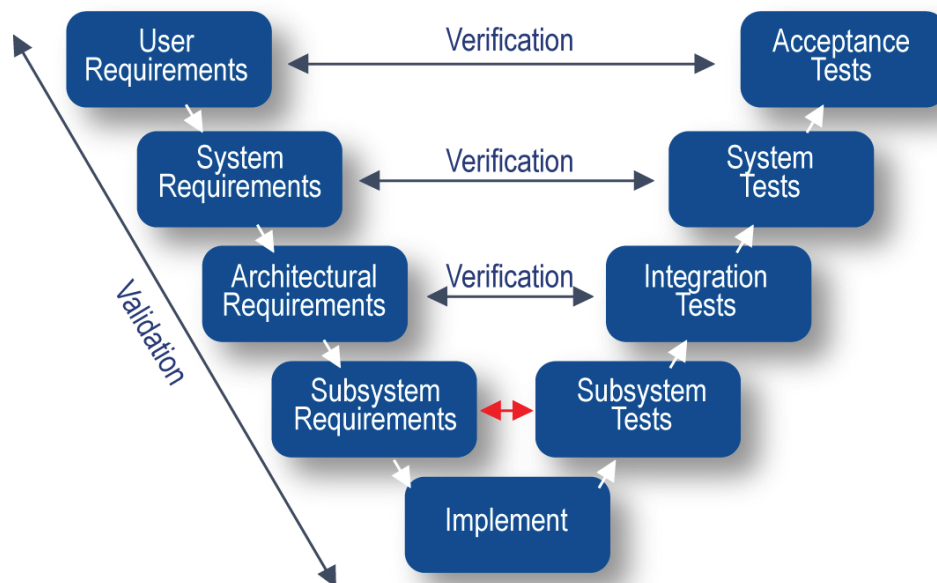 User
Requirements
Verification
Acceptance
Tests
System
Requirements
Verification
System
Tests
Architectural
Requirements
Verification
Integration
Tests
Validation
Subsystem
Requirements
Subsystem
Tests
Implement